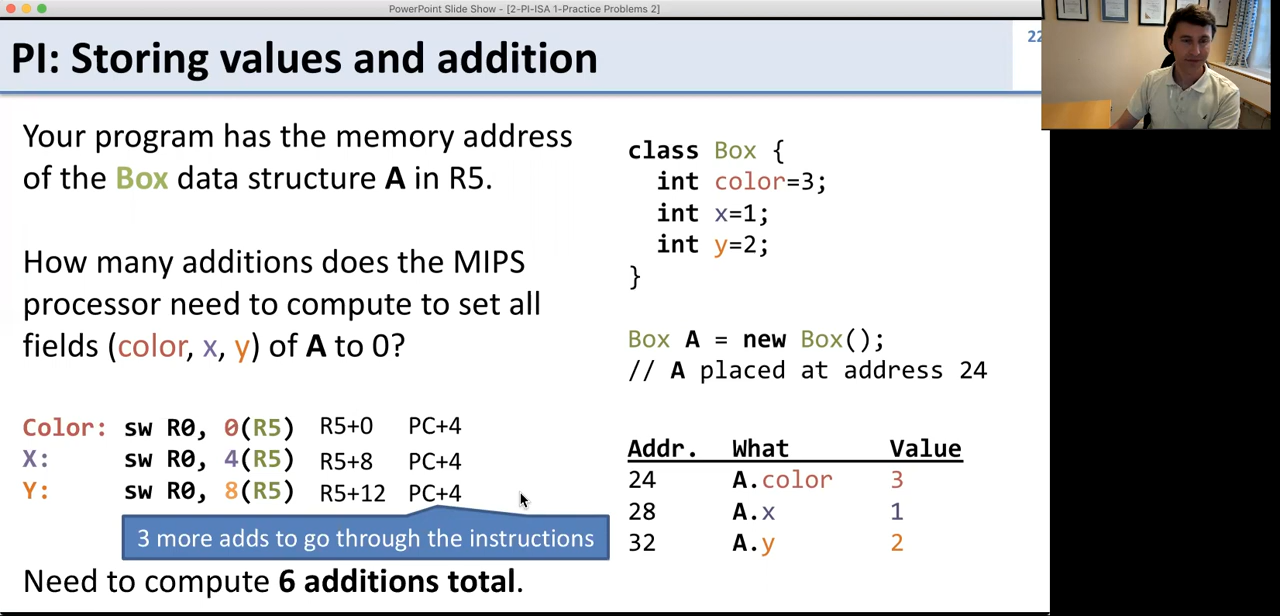 PowerPoint Slide Show - [2-PI-ISA 1-Practice Problems 2]
PI: Storing values and addition
22
Your program has the memory address
of the Box data structure A in R5.
How many additions does the MIPS
processor need to compute to set all
fields (color, x, y) of A to 0?
Color: sw R0, 0(R5) R5+0 PC+4
X: sw R0, 4(R5) R5+8 PC+4
Y: sw R0, 8(R5) R5+12 PC+4
3 more adds to go through the instructions
Need to compute 6 additions total.
class Box {
int color=3;
int x=1;
int y=2;
}
Box A = new Box();
// A placed at address 24
Addr. What Value
24 A.color 3
28 A.x 1
32 A.y 2